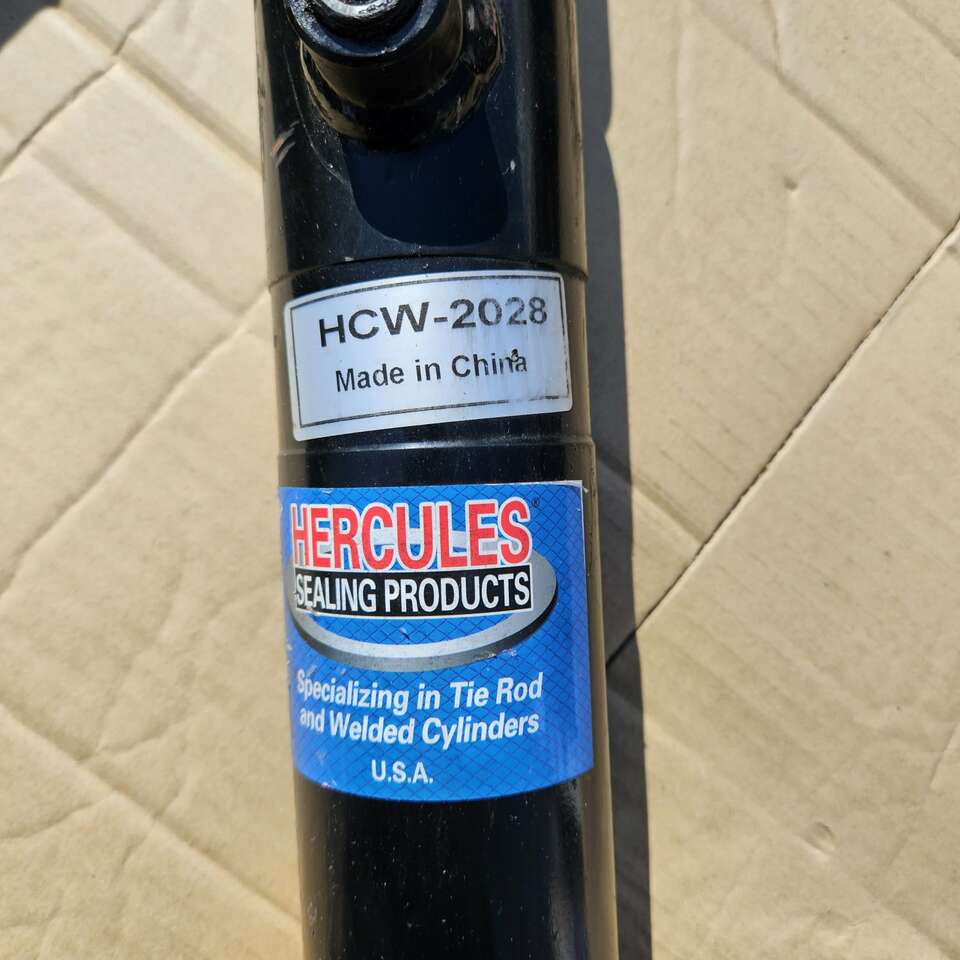 HCW-2028
Made in China
HERCULES®
SEALING PRODUCTS
Specializing in Tie Rod
and Welded Cylinders
U.S.A.